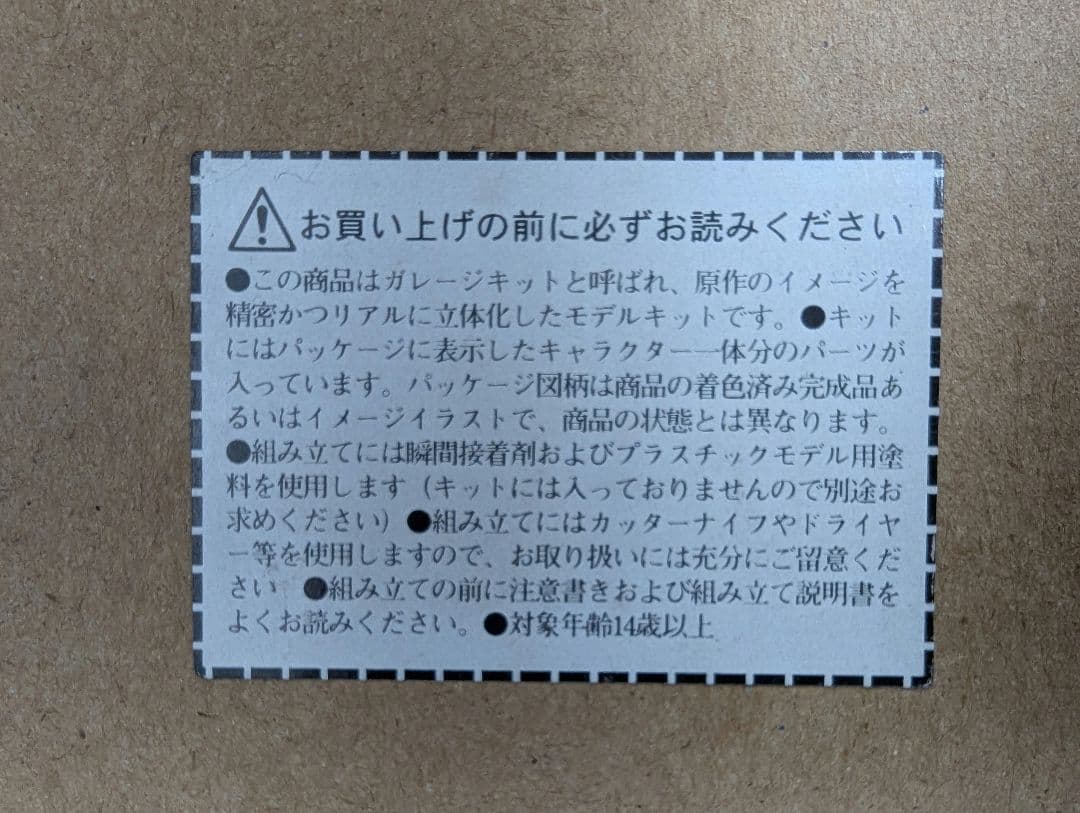 お買い上げの前に必ずお読みください
●この商品はガレージキットと呼ばれ、原作のイメージを
精密かつリアルに立体化したモデルキットです。●キット
にはパッケージに表示したキャラクター一体分のパーツが
入っています。パッケージ図柄は商品の着色済み完成品あ
るいはイメージイラストで、商品の状態とは異なります。
●組み立てには瞬間接着剤およびプラスチックモデル用塗
料を使用します（キットには入っておりませんので別途お
求めください）●組み立てにはカッターナイフやドライヤ
ー等を使用しますので、お取り扱いには充分にご留意くだ
さい　●組み立ての前に注意書きおよび組み立て説明書を
よくお読みください。●対象年齢14歳以上